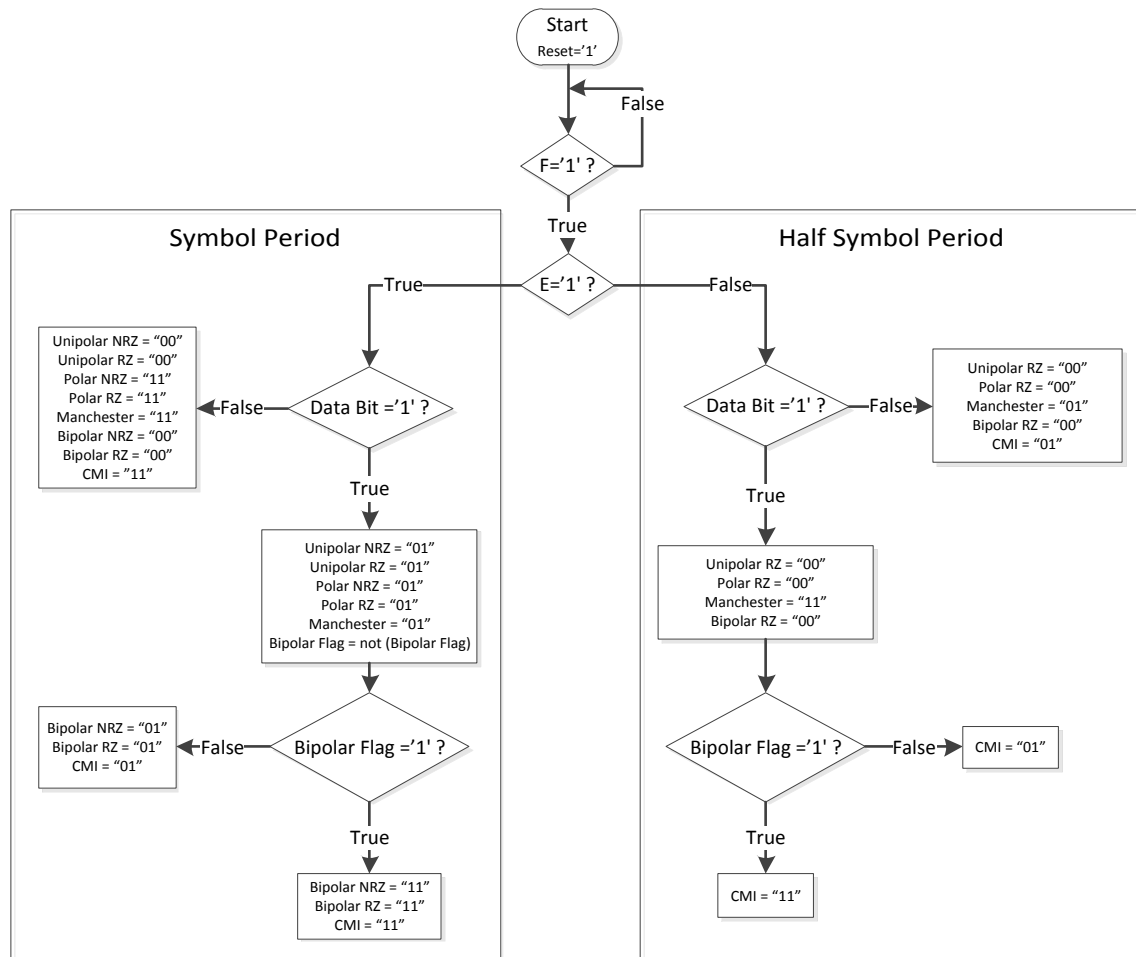 Start
Reset=’1’
False
F='1' ?
True
Symbol Period
Half Symbol Period
E='1' ?
True
False
Unipolar NRZ = “00”
Unipolar RZ = “00”
Polar NRZ = “11”
Polar RZ = “11”
Manchester = “11”
Bipolar NRZ = “00”
Bipolar RZ = “00”
CMI = ”11”
False
Data Bit ='1' ?
True
Unipolar NRZ = “01”
Unipolar RZ = “01”
Polar NRZ = “01”
Polar RZ = “01”
Manchester = “01”
Bipolar Flag = not (Bipolar Flag)
Bipolar NRZ = “01”
Bipolar RZ = “01”
CMI = “01”
False
Bipolar Flag ='1' ?
True
Bipolar NRZ = “11”
Bipolar RZ = “11”
CMI = “11”
Data Bit ='1' ?
False
Unipolar RZ = “00”
Polar RZ = “00”
Manchester = “01”
Bipolar RZ = “00”
CMI = “01”
True
Unipolar RZ = “00”
Polar RZ = “00”
Manchester = “11”
Bipolar RZ = “00”
Bipolar Flag ='1' ?
False
CMI = “01”
True
CMI = “11”